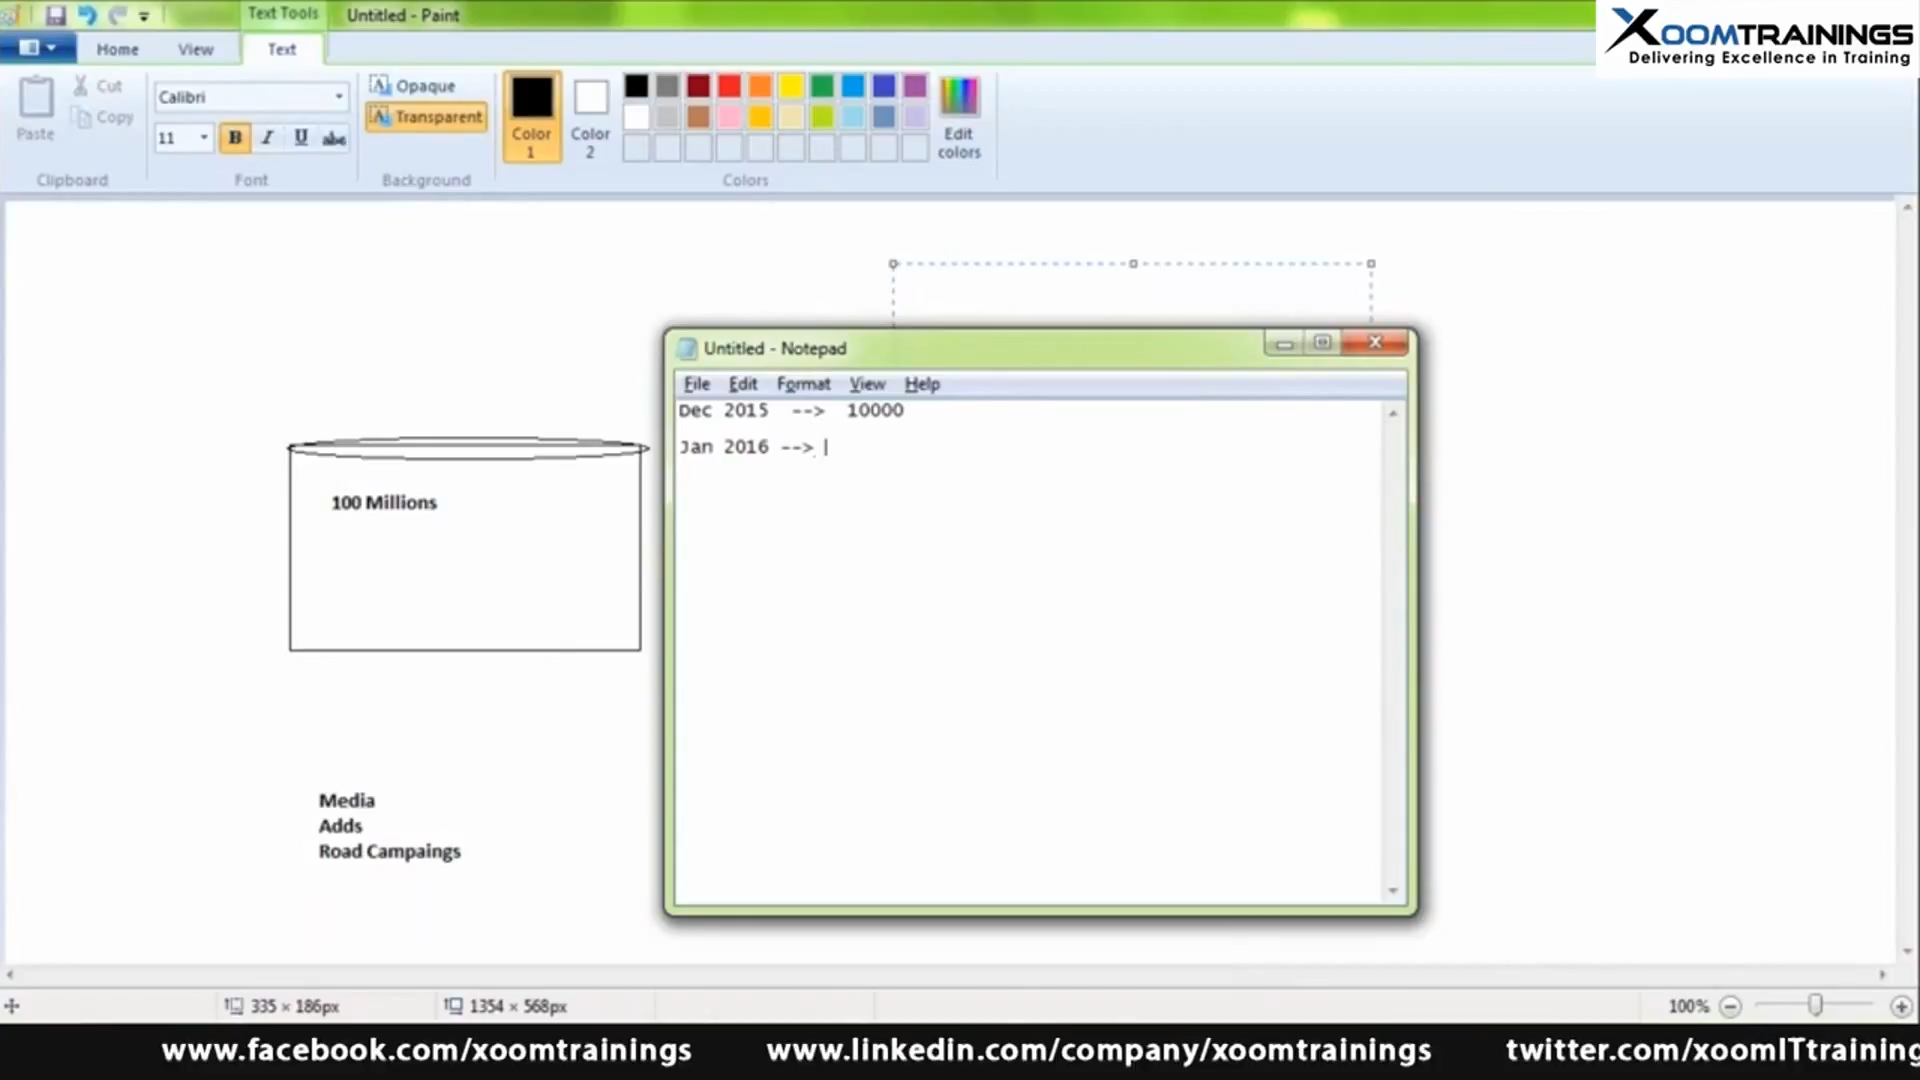 Text Tools
Untitled - Paint
XOOMTRAININGS
Delivering Excellence in Training
Home
View
Text
Paste
Cut
Copy
Clipboard
Calibri
11
B I U abc
Font
Opaque
Transparent
Background
Color 1
Color 2
Edit colors
Colors
Untitled - Notepad
File Edit Format View Help
Dec 2015 --> 10000
Jan 2016 -->
100 Millions
Media
Adds
Road Campaings
335 × 186px
1354 × 568px
100%
www.facebook.com/xoomtrainings
www.linkedin.com/company/xoomtrainings
twitter.com/xoomITtraining